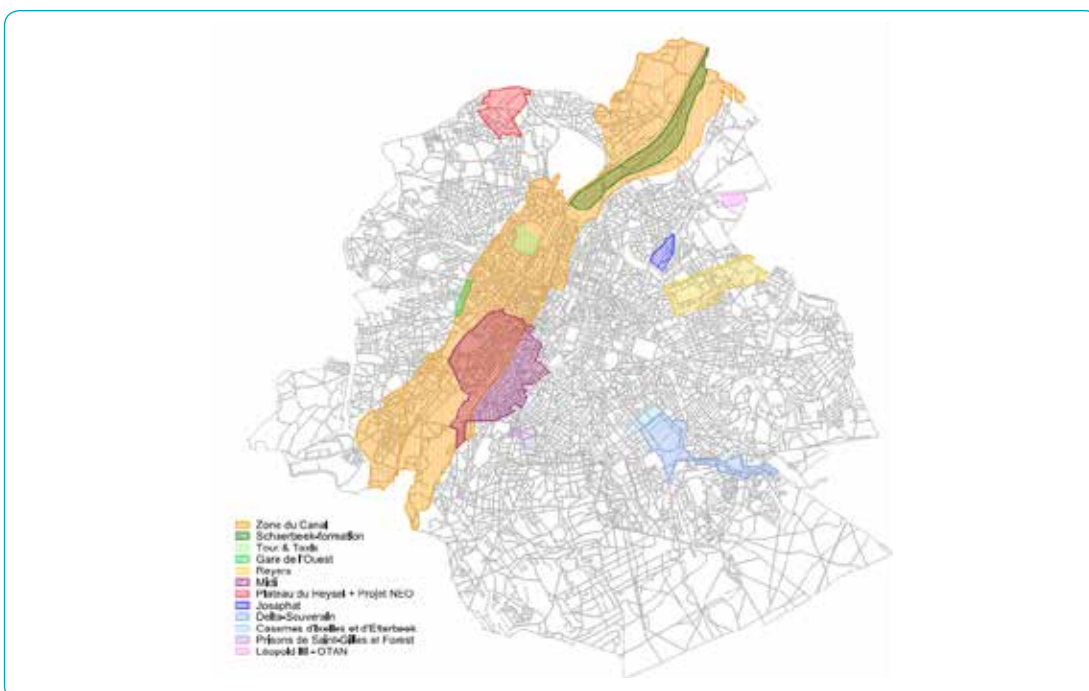 Zone du Canal
Schaerbeek-formation
Tour & Taxis
Gare de l'Ouest
Reyers
Midi
Plateau du Heysel + Projet NEO
Josaphat
Delta-Souverain
Casernes d'Ixelles et d'Etterbeek
Prisons de Saint-Gilles et Forest
Léopold III - OTAN